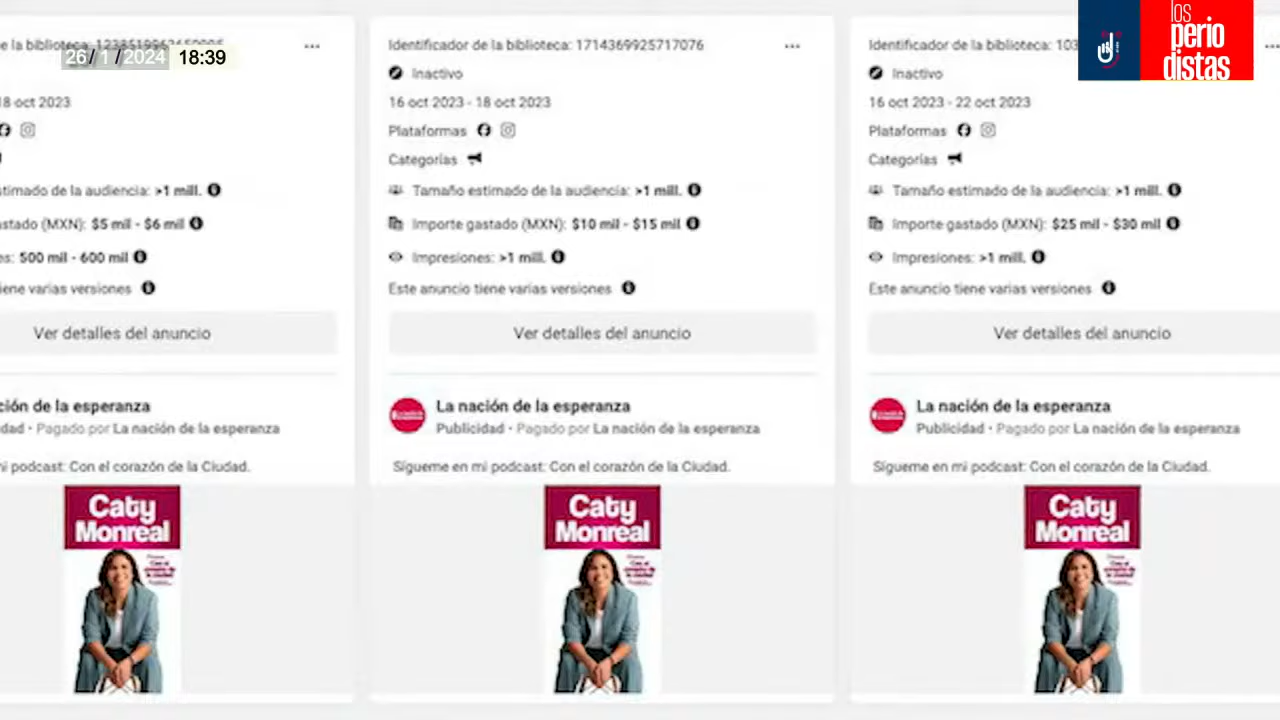 los
perio
distas
26/ 1 /2024 18:39
e la biblioteca:
18 oct 2023
stimado de la audiencia: >1 mill.
astado (MXN): $5 mil - $6 mil
es: 500 mil - 600 mil
iene varias versiones
Ver detalles del anuncio
ción de la esperanza
dad • Pagado por La nación de la esperanza
mi podcast: Con el corazón de la Ciudad.
Caty
Monreal
Identificador de la biblioteca: 1714369925717076
Inactivo
16 oct 2023 - 18 oct 2023
Plataformas
Categorías
Tamaño estimado de la audiencia: >1 mill.
Importe gastado (MXN): $10 mil - $15 mil
Impresiones: >1 mill.
Este anuncio tiene varias versiones
Ver detalles del anuncio
La nación de la esperanza
Publicidad • Pagado por La nación de la esperanza
Sígueme en mi podcast: Con el corazón de la Ciudad.
Caty
Monreal
Identificador de la biblioteca: 103
Inactivo
16 oct 2023 - 22 oct 2023
Plataformas
Categorías
Tamaño estimado de la audiencia: >1 mill.
Importe gastado (MXN): $25 mil - $30 mil
Impresiones: >1 mill.
Este anuncio tiene varias versiones
Ver detalles del anuncio
La nación de la esperanza
Publicidad • Pagado por La nación de la esperanza
Sígueme en mi podcast: Con el corazón de la Ciudad.
Caty
Monreal